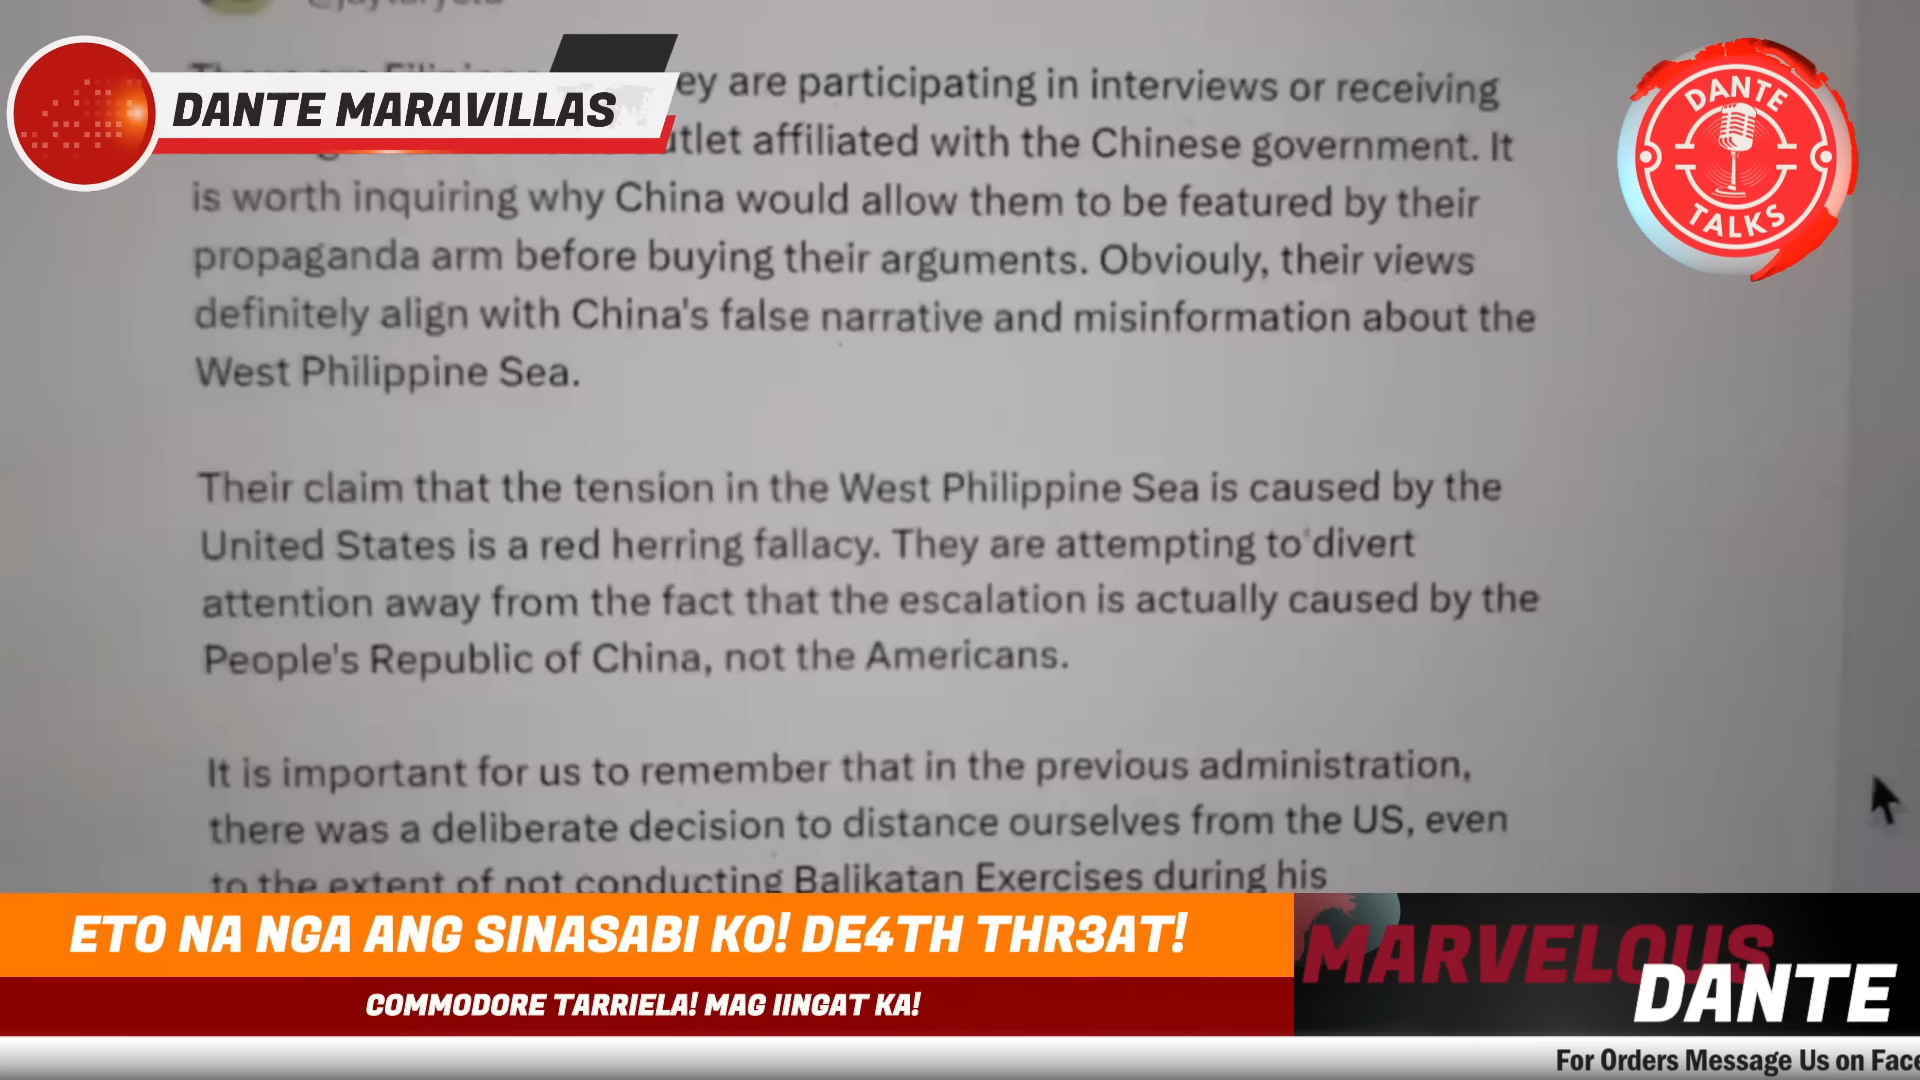 DANTE MARAVILLAS
DANTE
TALKS
ey are participating in interviews or receiving
utlet affiliated with the Chinese government. It
is worth inquiring why China would allow them to be featured by their
propaganda arm before buying their arguments. Obviouly, their views
definitely align with China's false narrative and misinformation about the
West Philippine Sea.
Their claim that the tension in the West Philippine Sea is caused by the
United States is a red herring fallacy. They are attempting to divert
attention away from the fact that the escalation is actually caused by the
People's Republic of China, not the Americans.
It is important for us to remember that in the previous administration,
there was a deliberate decision to distance ourselves from the US, even
to the extent of not conducting Balikatan Exercises during his
ETO NA NGA ANG SINASABI KO! DE4TH THR3AT!
COMMODORE TARRIELA! MAG IINGAT KA!
MARVELOUS
DANTE
For Orders Message Us on Face